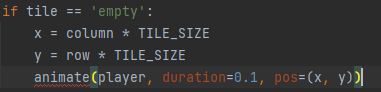 if tile == 'empty':
    x = column * TILE_SIZE
    y = row * TILE_SIZE
    animate(player, duration=0.1, pos=(x, y))